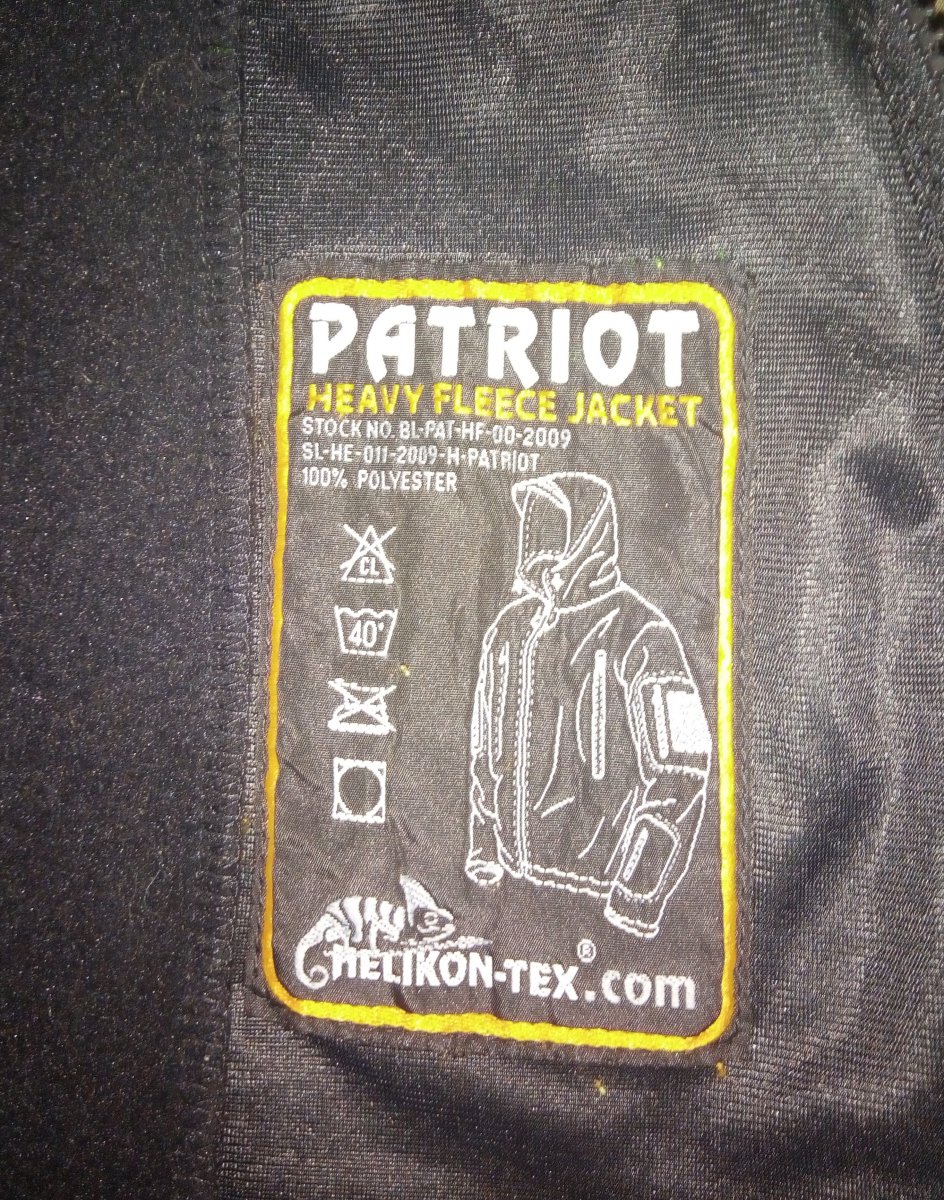 PATRIOT
HEAVY FLEECE JACKET
STOCK NO. BL-PAT-HF-00-2009
SL-HE-011-2009-H-PATRIOT
100% POLYESTER
CL
40°
HELIKON-TEX®.com